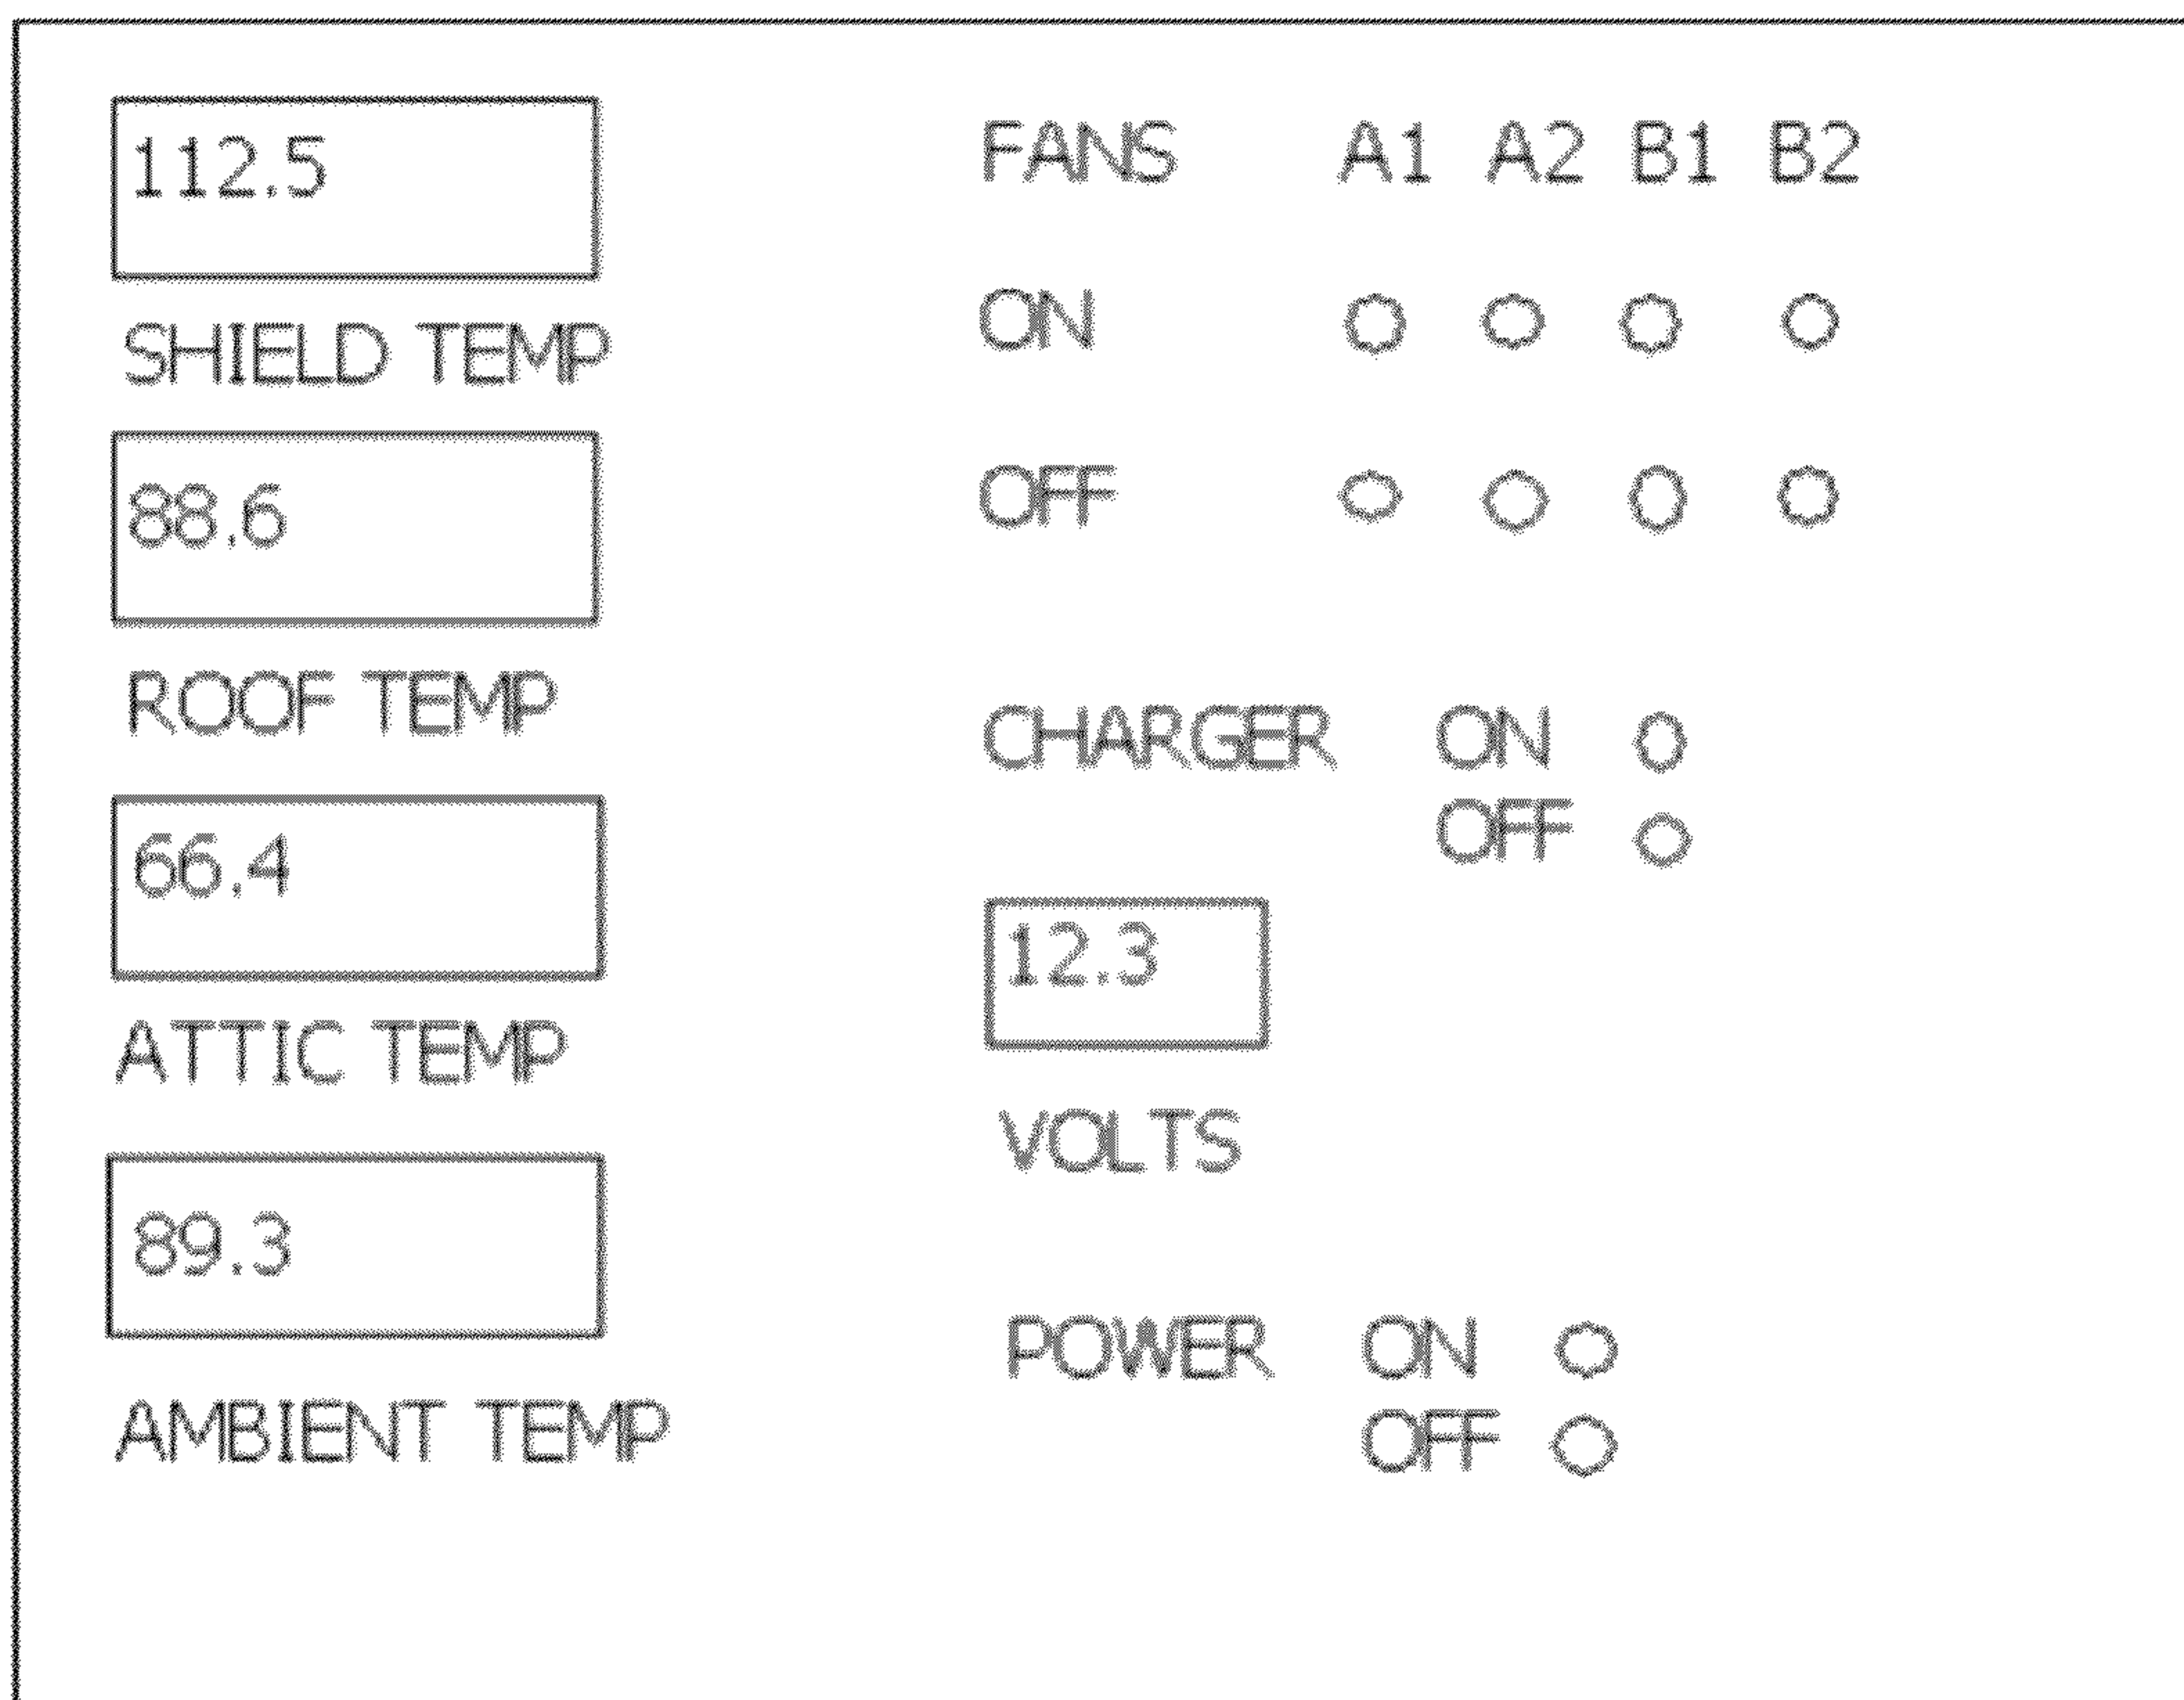 112.5
SHIELD TEMP
88.6
ROOF TEMP
66.4
ATTIC TEMP
89.3
AMBIENT TEMP
FANS A1 A2 B1 B2
ON
OFF
CHARGER ON
OFF
12.3
VOLTS
POWER ON
OFF